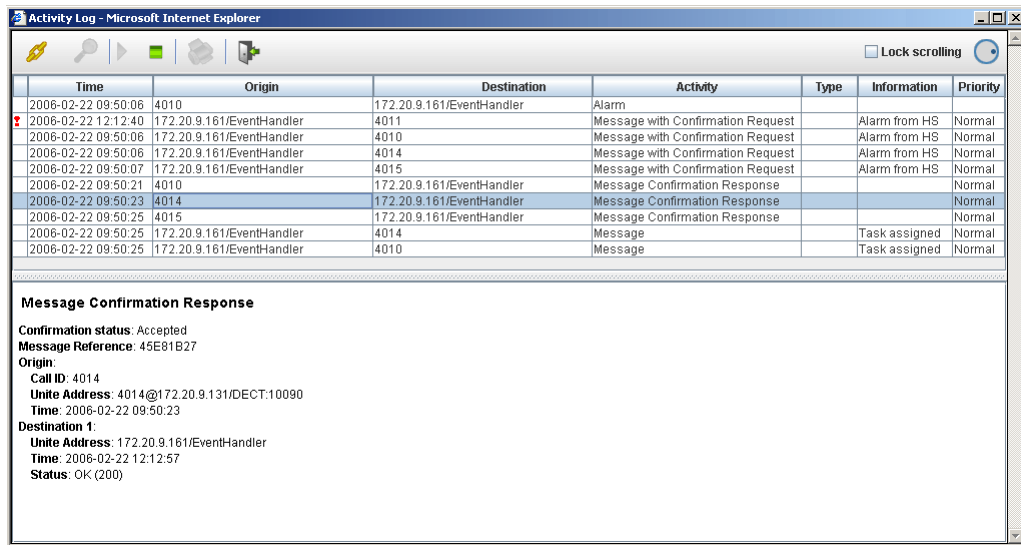 Activity Log - Microsoft Internet Explorer
Lock scrolling
Time Origin Destination Activity Type Information Priority
2006-02-22 09:50:06 4010 172.20.9.161/EventHandler Alarm
2006-02-22 12:12:40 172.20.9.161/EventHandler 4011 Message with Confirmation Request Alarm from HS Normal
2006-02-22 09:50:06 172.20.9.161/EventHandler 4010 Message with Confirmation Request Alarm from HS Normal
2006-02-22 09:50:06 172.20.9.161/EventHandler 4014 Message with Confirmation Request Alarm from HS Normal
2006-02-22 09:50:07 172.20.9.161/EventHandler 4015 Message with Confirmation Request Alarm from HS Normal
2006-02-22 09:50:21 4010 172.20.9.161/EventHandler Message Confirmation Response Normal
2006-02-22 09:50:23 4014 172.20.9.161/EventHandler Message Confirmation Response Normal
2006-02-22 09:50:25 4015 172.20.9.161/EventHandler Message Confirmation Response Normal
2006-02-22 09:50:25 172.20.9.161/EventHandler 4014 Message Task assigned Normal
2006-02-22 09:50:25 172.20.9.161/EventHandler 4010 Message Task assigned Normal
Message Confirmation Response
Confirmation status: Accepted
Message Reference: 45E81B27
Origin:
Call ID: 4014
Unite Address: 4014@172.20.9.131/DECT:10090
Time: 2006-02-22 09:50:23
Destination 1:
Unite Address: 172.20.9.161/EventHandler
Time: 2006-02-22 12:12:57
Status: OK (200)